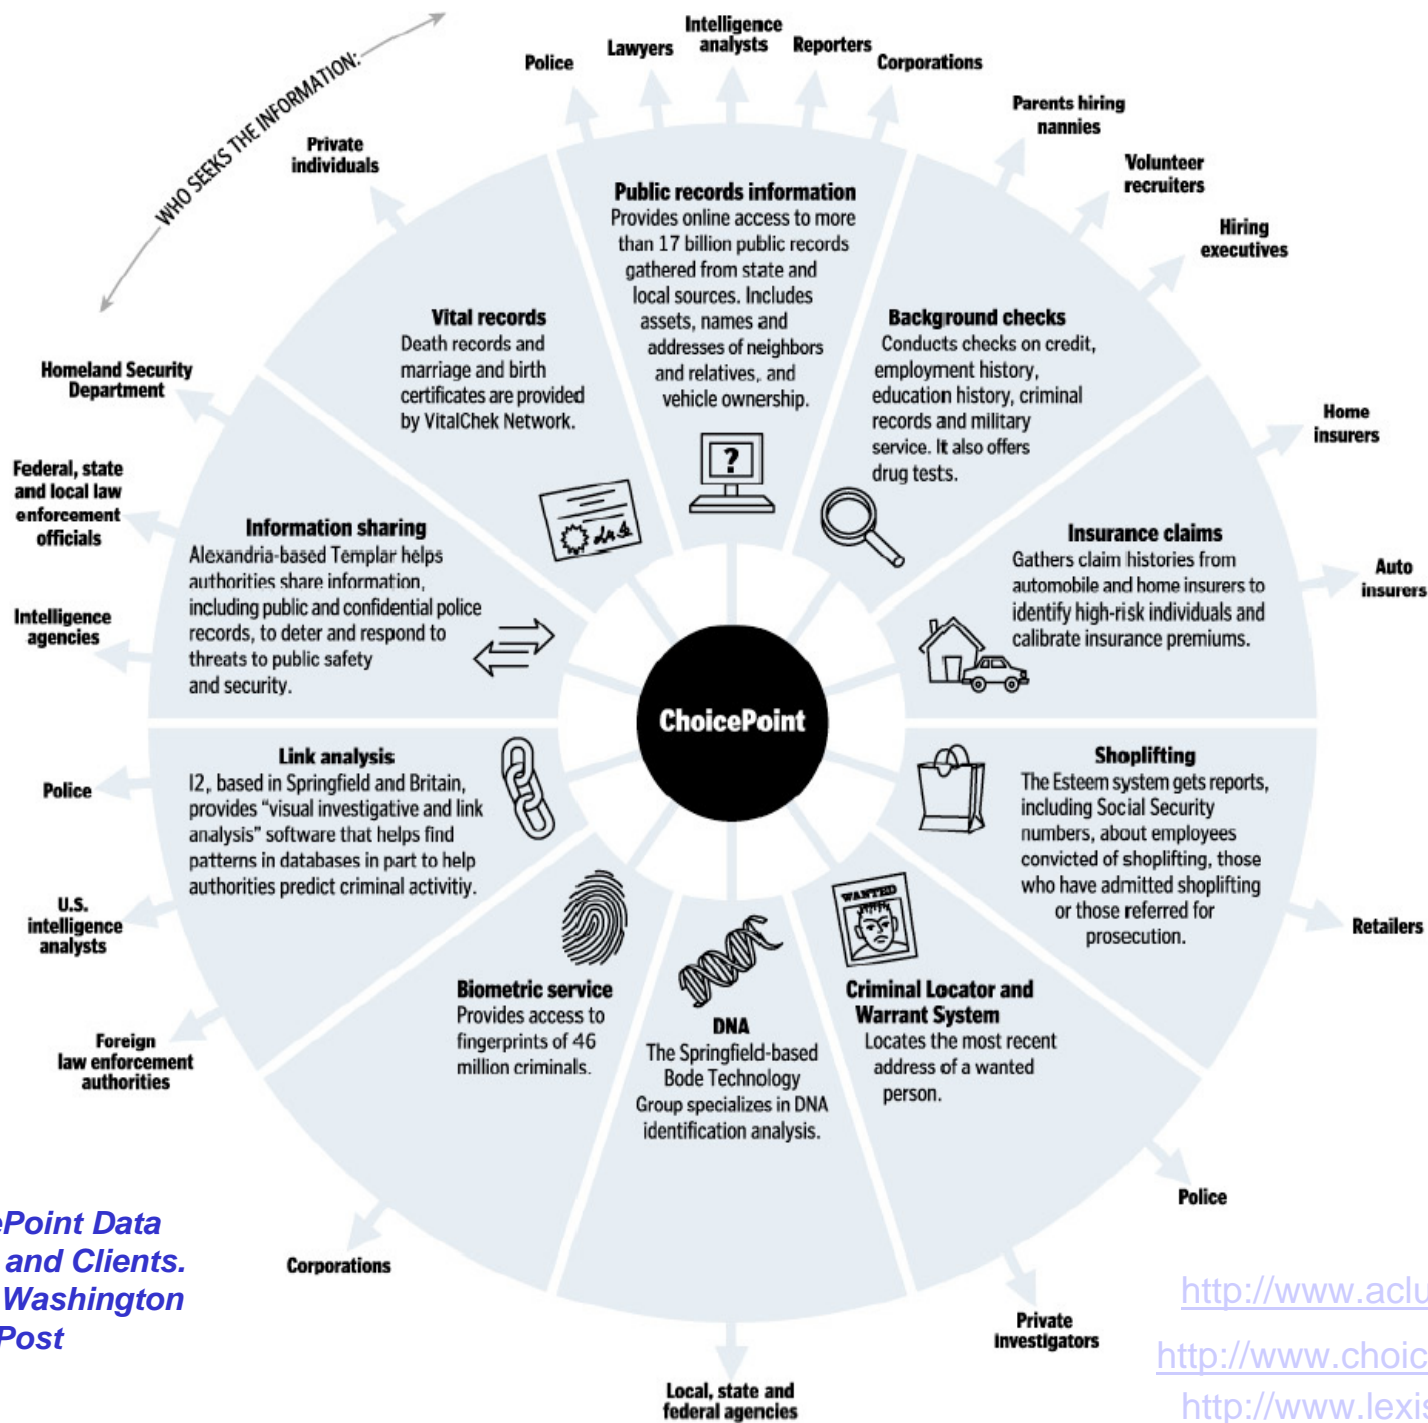 WHO SEEKS THE INFORMATION:
Private
individuals
Police
Lawyers
Intelligence
analysts
Reporters
Corporations
Parents hiring
nannies
Volunteer
recruiters
Hiring
executives
Home
insurers
Auto
insurers
Retailers
Police
Private
investigators
Local, state and
federal agencies
Corporations
Foreign
law enforcement
authorities
U.S.
intelligence
analysts
Police
Intelligence
agencies
Federal, state
and local law
enforcement
officials
Homeland Security
Department
Public records information
Provides online access to more
than 17 billion public records
gathered from state and
local sources. Includes
assets, names and
addresses of neighbors
and relatives, and
vehicle ownership.
?
Background checks
Conducts checks on credit,
employment history,
education history, criminal
records and military
service. It also offers
drug tests.
Insurance claims
Gathers claim histories from
automobile and home insurers to
identify high-risk individuals and
calibrate insurance premiums.
Shoplifting
The Esteem system gets reports,
including Social Security
numbers, about employees
convicted of shoplifting, those
who have admitted shoplifting
or those referred for
prosecution.
WANTED
Criminal Locator and
Warrant System
Locates the most recent
address of a wanted
person.
DNA
The Springfield-based
Bode Technology
Group specializes in DNA
identification analysis.
Biometric service
Provides access to
fingerprints of 46
million criminals.
Link analysis
I2, based in Springfield and Britain,
provides “visual investigative and link
analysis” software that helps find
patterns in databases in part to help
authorities predict criminal activitiy.
Information sharing
Alexandria-based Templar helps
authorities share information,
including public and confidential police
records, to deter and respond to
threats to public safety
and security.
Vital records
Death records and
marriage and birth
certificates are provided
by VitalChek Network.
ChoicePoint
ePoint Data
and Clients.
Washington
Post
http://www.aclu
http://www.choic
http://www.lexis